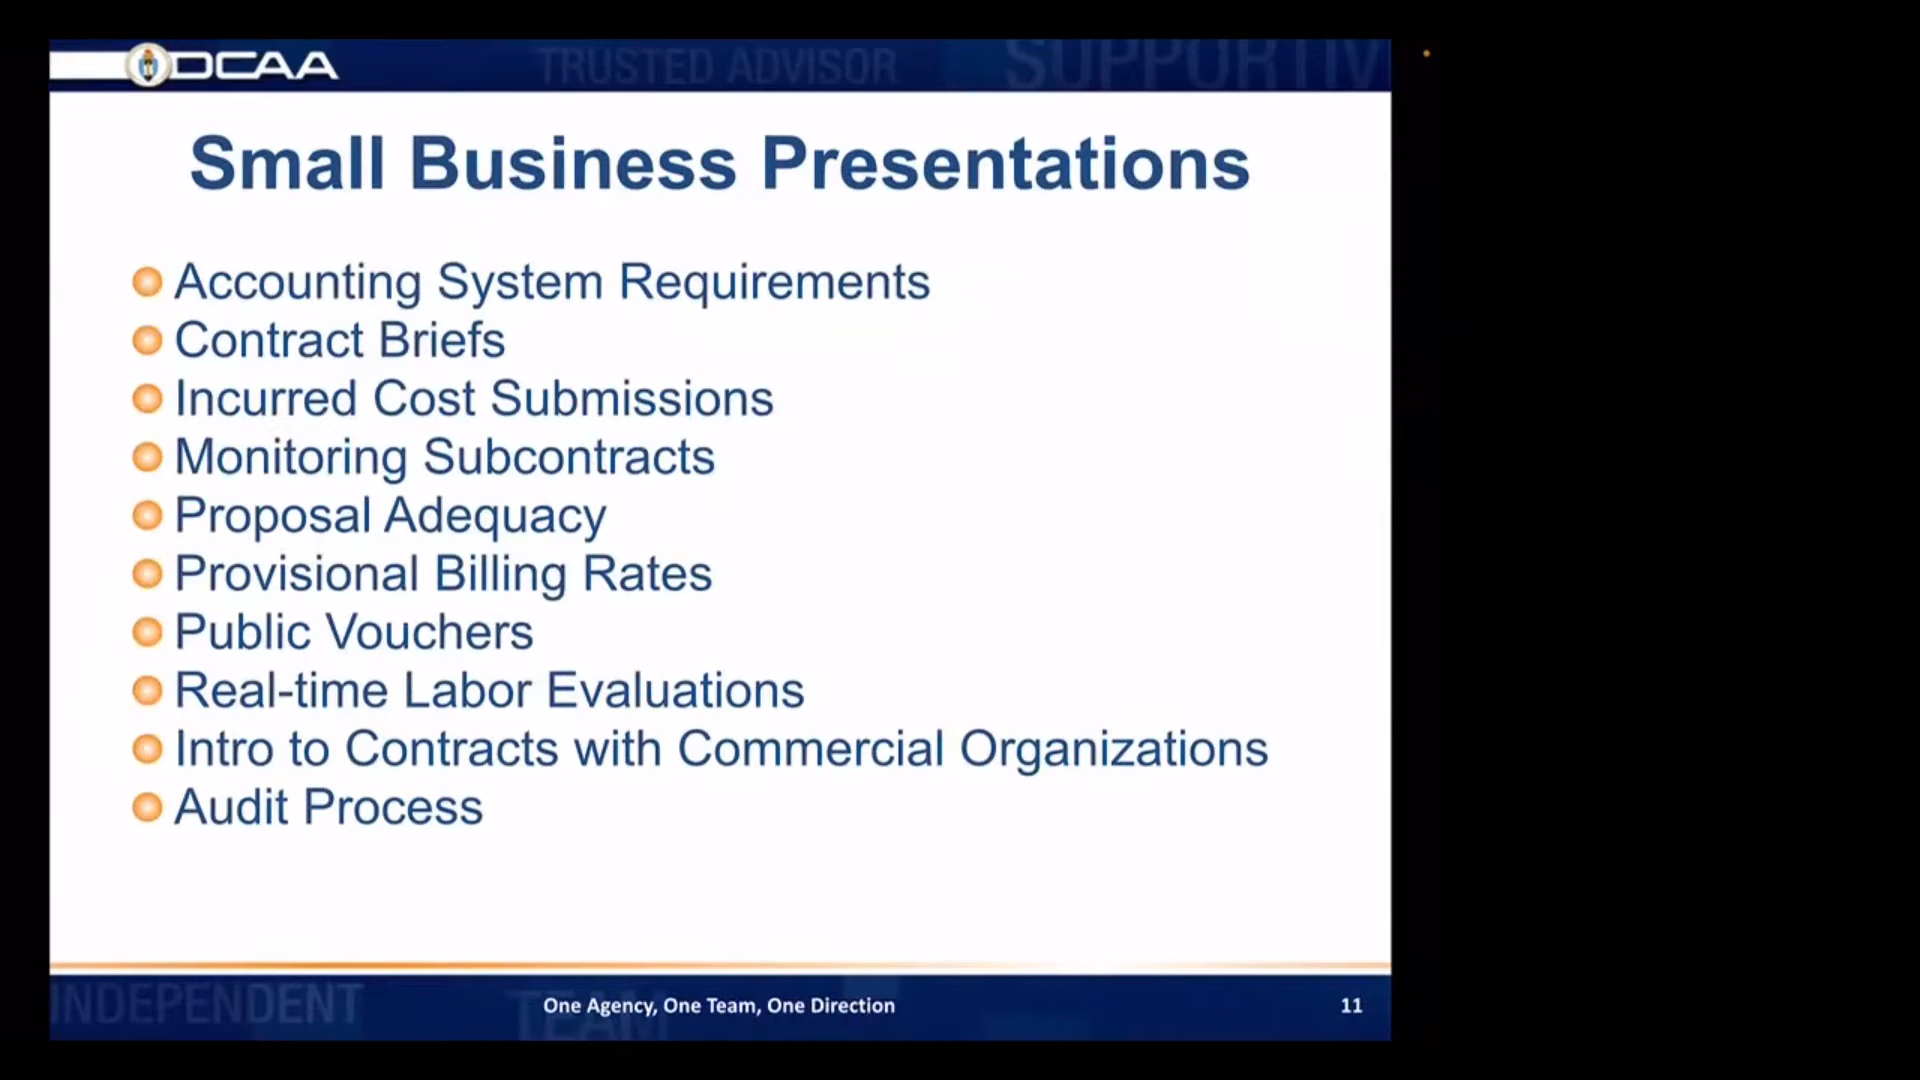 DCAA
TRUSTED ADVISOR
SUPPORTIV
Small Business Presentations
Accounting System Requirements
Contract Briefs
Incurred Cost Submissions
Monitoring Subcontracts
Proposal Adequacy
Provisional Billing Rates
Public Vouchers
Real-time Labor Evaluations
Intro to Contracts with Commercial Organizations
Audit Process
INDEPENDENT
TEAM
One Agency, One Team, One Direction
11